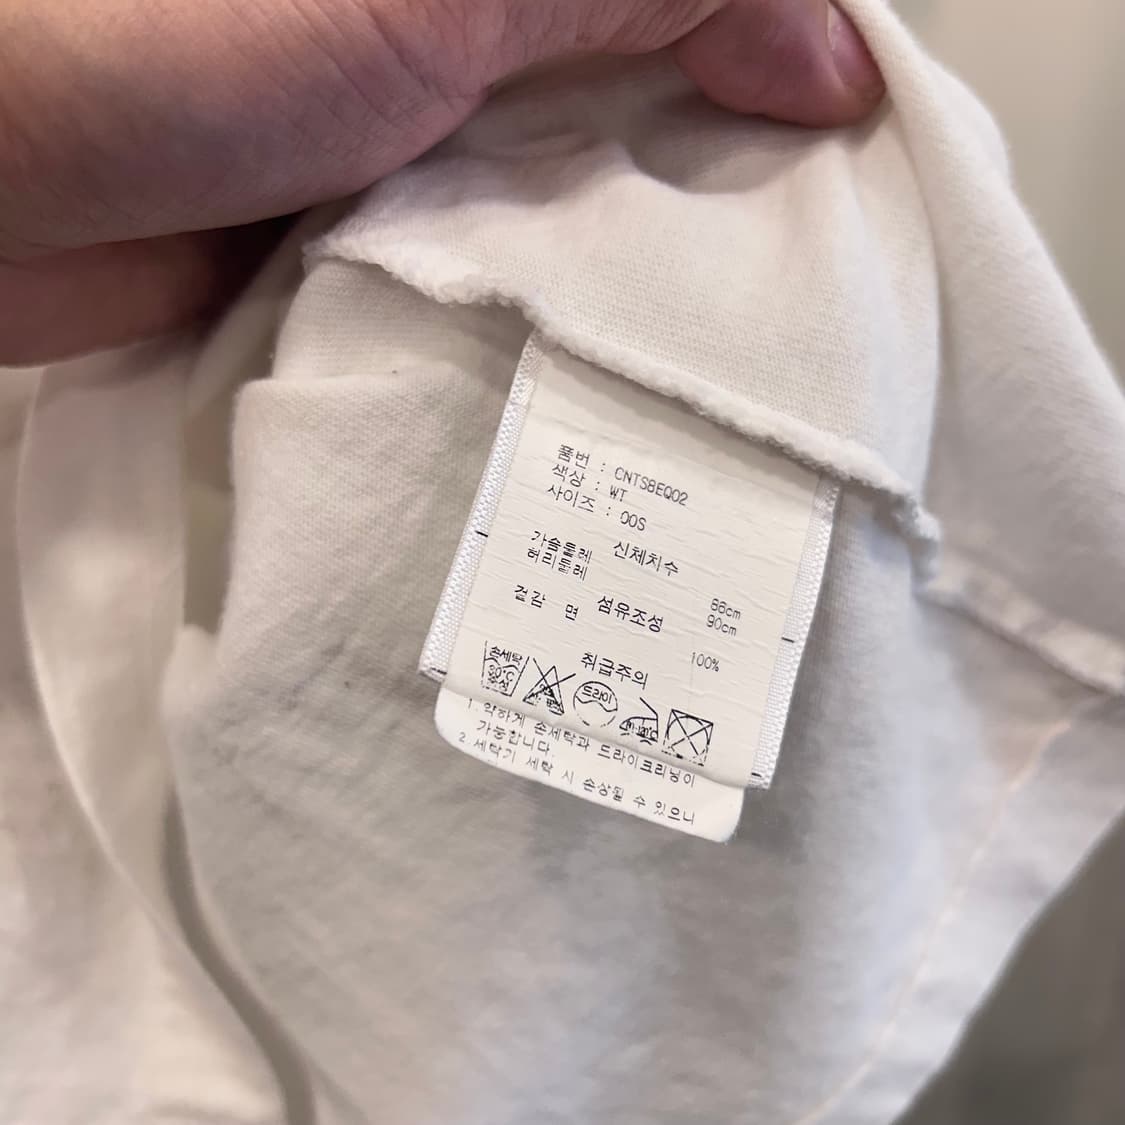 품번 : CNTS8EQ02
색상 : WT
사이즈 : 00S
신체치수
가슴둘레 86cm
허리둘레 90cm
섬유조성
겉감 면 100%
취급주의
손세탁 30°C 중성
드라이
1. 약하게 손세탁과 드라이크리닝이
가능합니다.
2. 세탁기 세탁 시 손상될 수 있으니